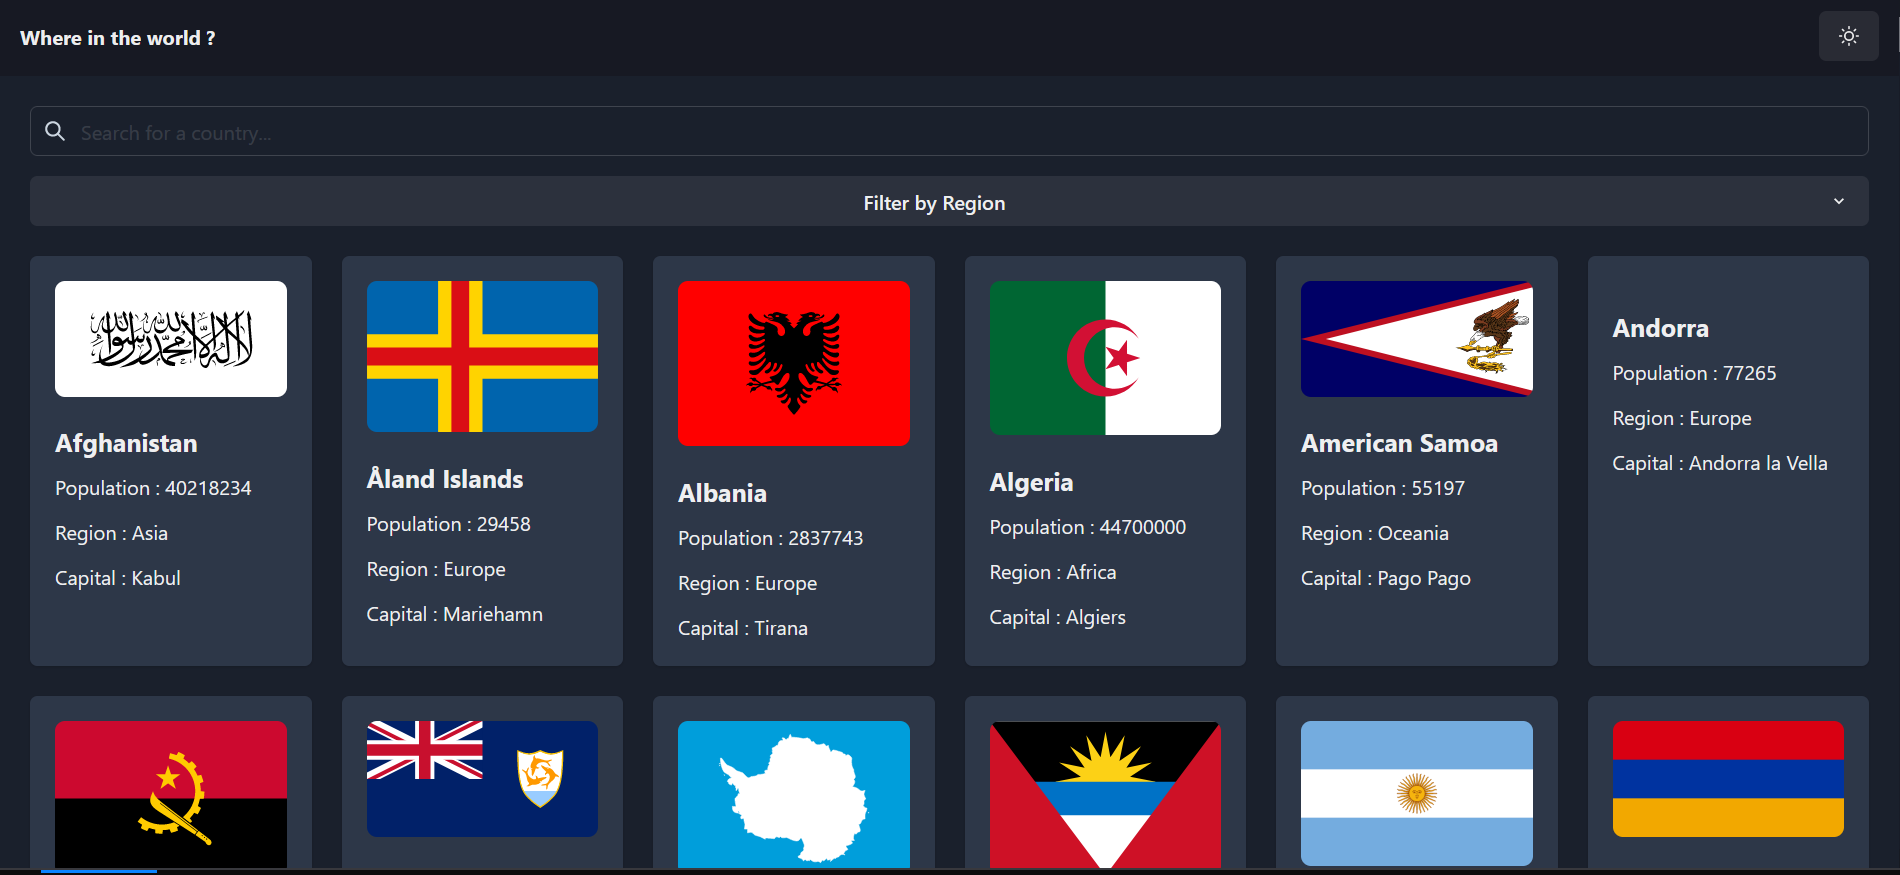 Where in the world ?
Search for a country...
Filter by Region
Afghanistan
Population : 40218234
Region : Asia
Capital : Kabul
Åland Islands
Population : 29458
Region : Europe
Capital : Mariehamn
Albania
Population : 2837743
Region : Europe
Capital : Tirana
Algeria
Population : 44700000
Region : Africa
Capital : Algiers
American Samoa
Population : 55197
Region : Oceania
Capital : Pago Pago
Andorra
Population : 77265
Region : Europe
Capital : Andorra la Vella
لا إله إلا الله محمد رسول الله